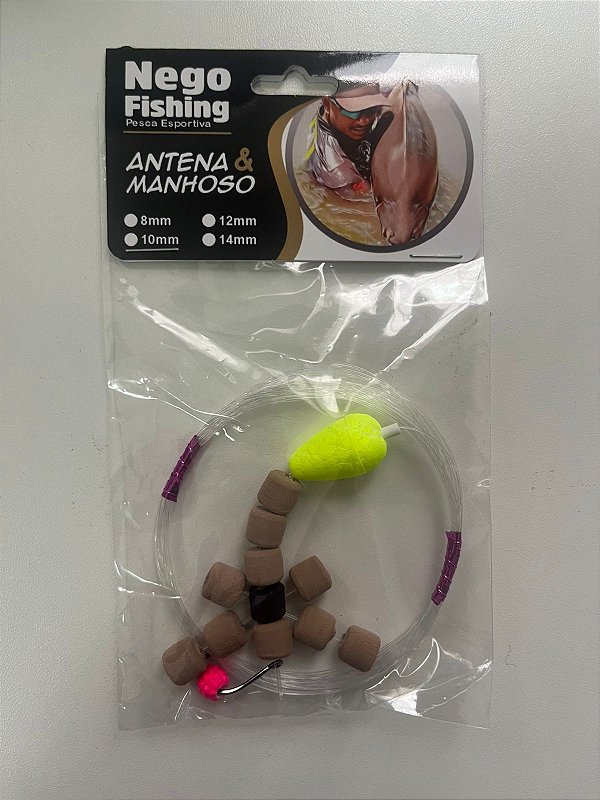 Nego
Fishing
Pesca Esportiva
ANTENA &
MANHOSO
8mm 12mm
10mm 14mm